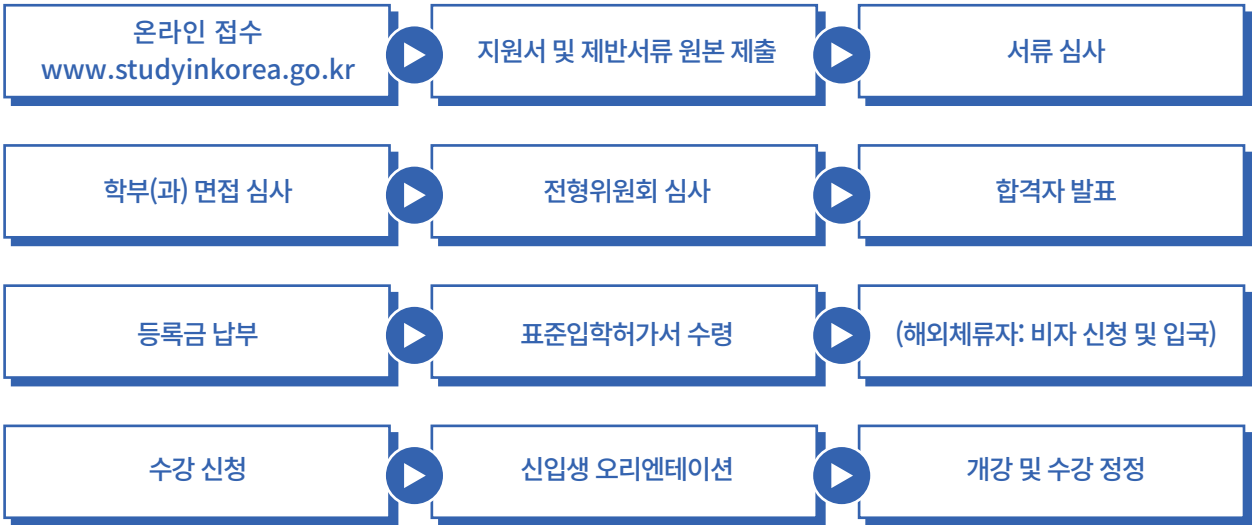 온라인 접수
www.studyinkorea.go.kr
지원서 및 제반서류 원본 제출
서류 심사
학부(과) 면접 심사
전형위원회 심사
합격자 발표
등록금 납부
표준입학허가서 수령
(해외체류자: 비자 신청 및 입국)
수강 신청
신입생 오리엔테이션
개강 및 수강 정정